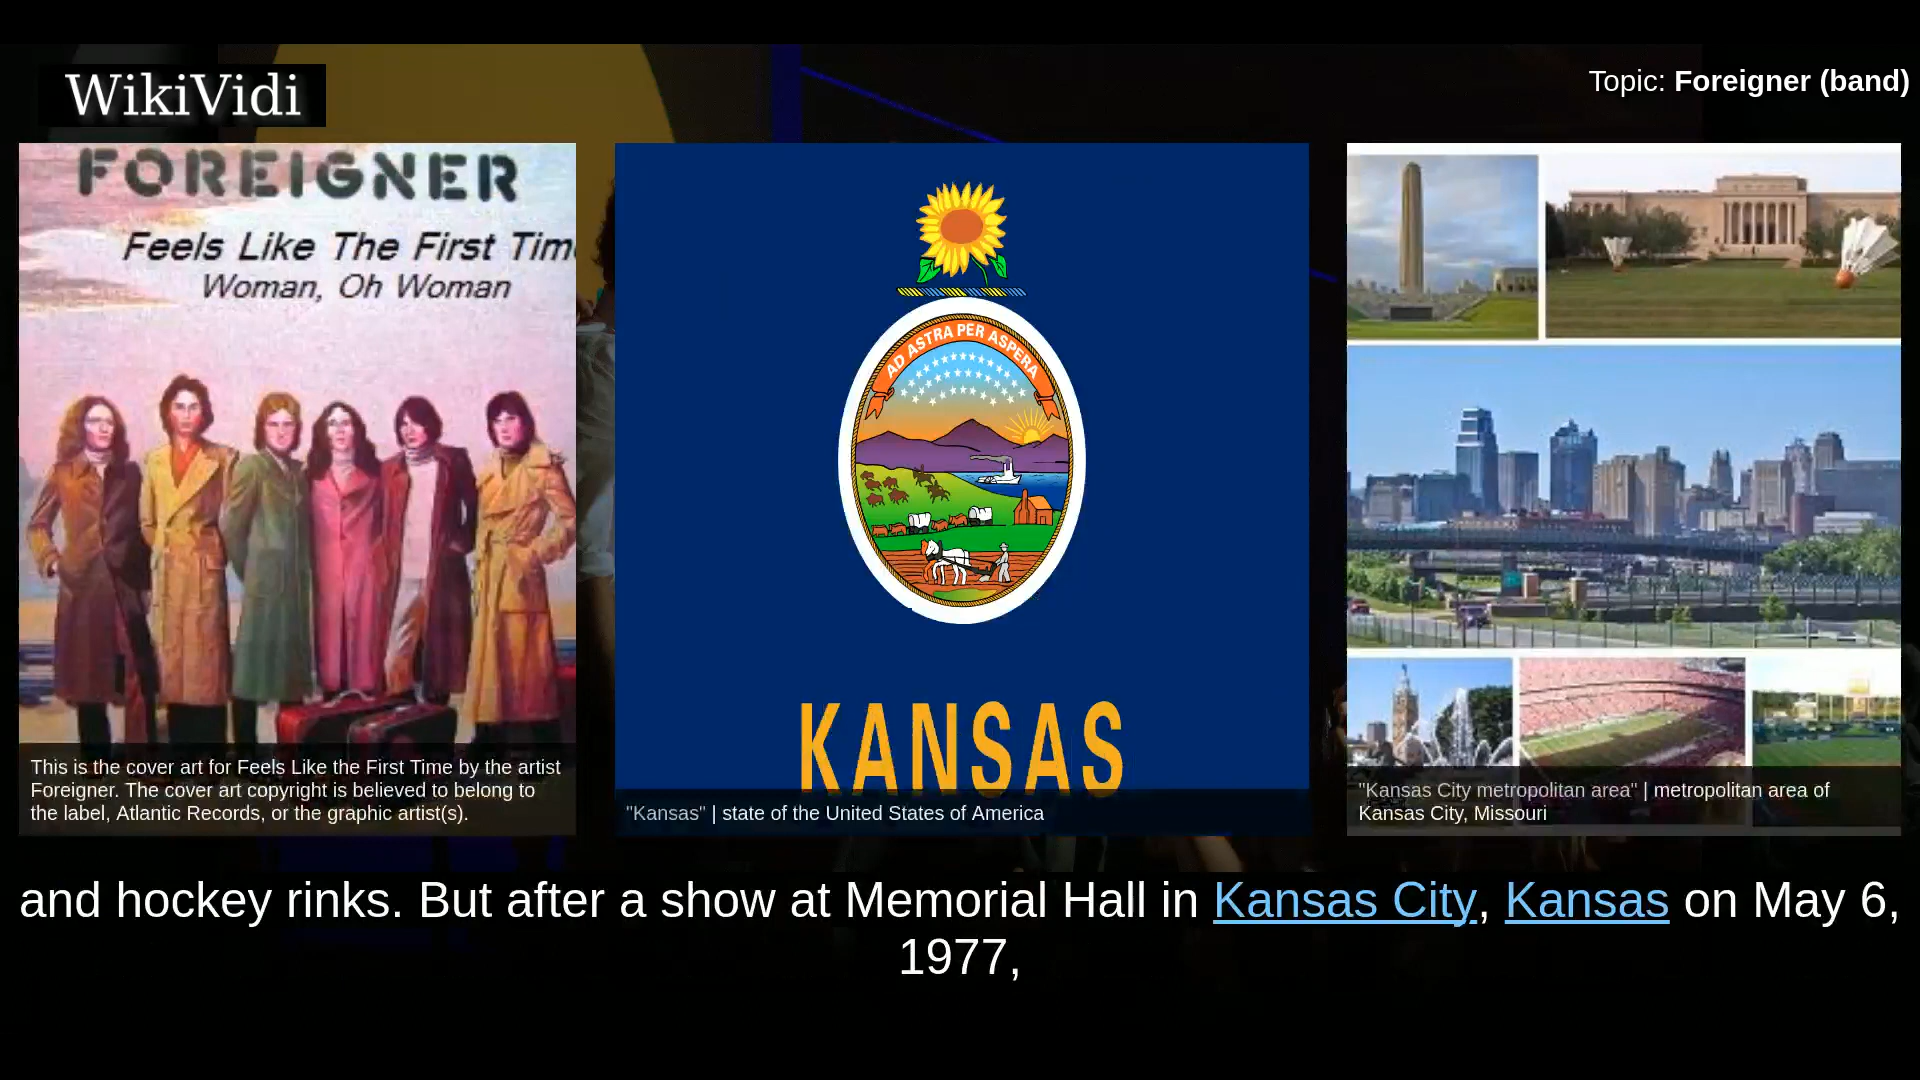 WikiVidi
Topic: Foreigner (band)
FOREIGNER
Feels Like The First Tim
Woman, Oh Woman
This is the cover art for Feels Like the First Time by the artist
Foreigner. The cover art copyright is believed to belong to
the label, Atlantic Records, or the graphic artist(s).
AD ASTRA PER ASPERA
KANSAS
"Kansas" | state of the United States of America
"Kansas City metropolitan area" | metropolitan area of
Kansas City, Missouri
and hockey rinks. But after a show at Memorial Hall in Kansas City, Kansas on May 6,
1977,